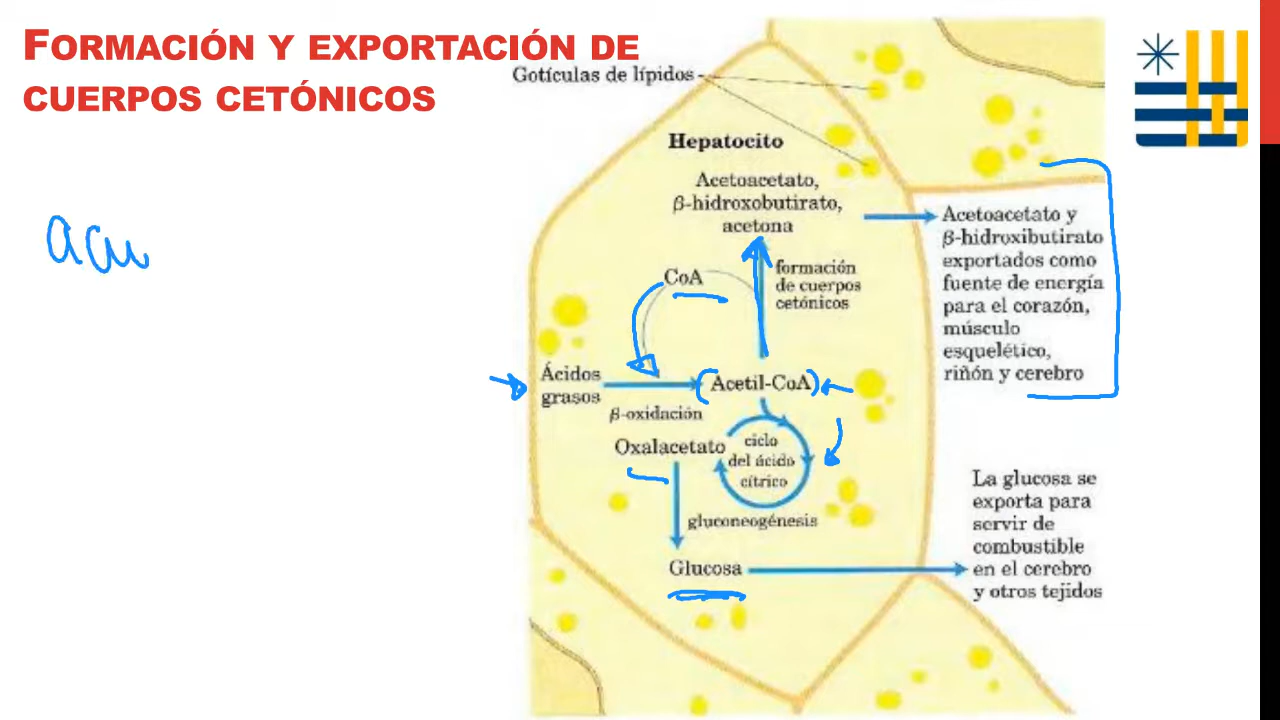 FORMACIÓN Y EXPORTACIÓN DE
CUERPOS CETÓNICOS
Gotículas de lípidos
Hepatocito
Acetoacetato,
β-hidroxobutirato,
acetona
Acetoacetato y
β-hidroxibutirato
exportados como
fuente de energía
para el corazón,
músculo
esquelético,
riñón y cerebro
CoA
formación
de cuerpos
cetónicos
Ácidos
grasos
Acetil-CoA
β-oxidación
Oxalacetato
ciclo
del ácido
cítrico
gluconeogénesis
Glucosa
La glucosa se
exporta para
servir de
combustible
en el cerebro
y otros tejidos